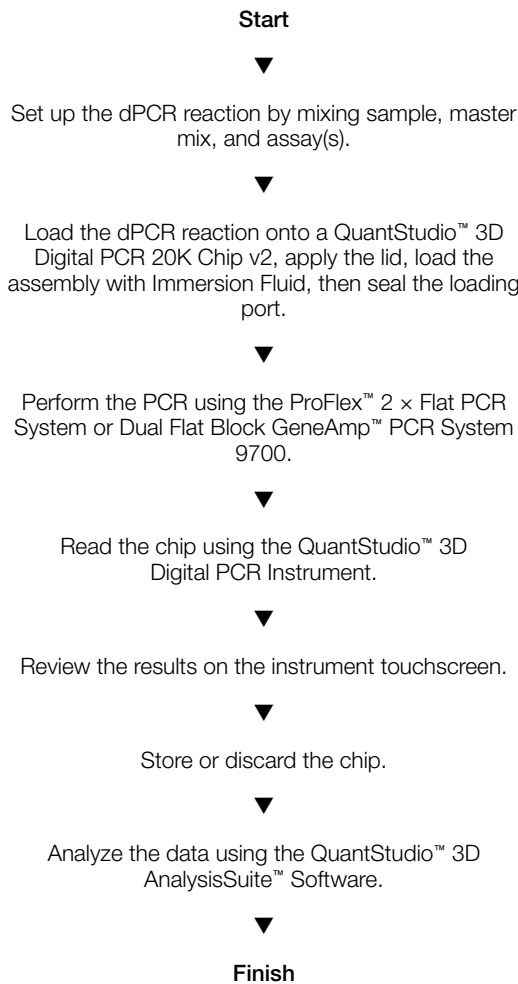 Start
▼
Set up the dPCR reaction by mixing sample, master
mix, and assay(s).
▼
Load the dPCR reaction onto a QuantStudio™ 3D
Digital PCR 20K Chip v2, apply the lid, load the
assembly with Immersion Fluid, then seal the loading
port.
▼
Perform the PCR using the ProFlex™ 2 × Flat PCR
System or Dual Flat Block GeneAmp™ PCR System
9700.
▼
Read the chip using the QuantStudio™ 3D
Digital PCR Instrument.
▼
Review the results on the instrument touchscreen.
▼
Store or discard the chip.
▼
Analyze the data using the QuantStudio™ 3D
AnalysisSuite™ Software.
▼
Finish